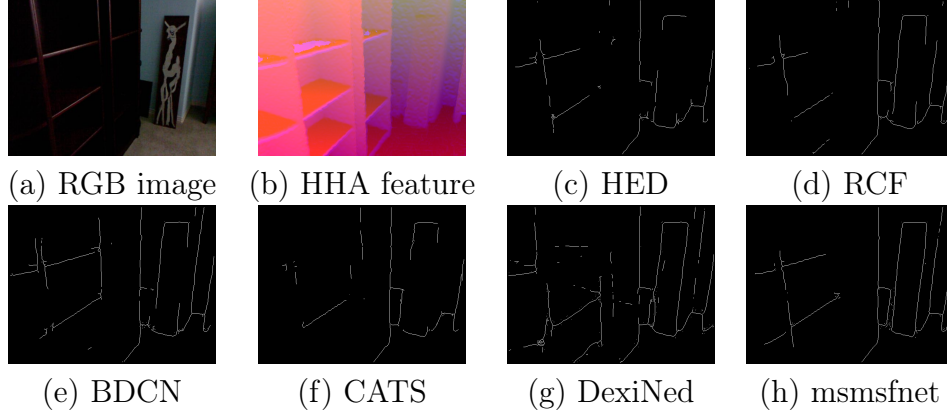 (a) RGB image (b) HHA feature (c) HED (d) RCF
(e) BDCN (f) CATS (g) DexiNed (h) msmsfnet